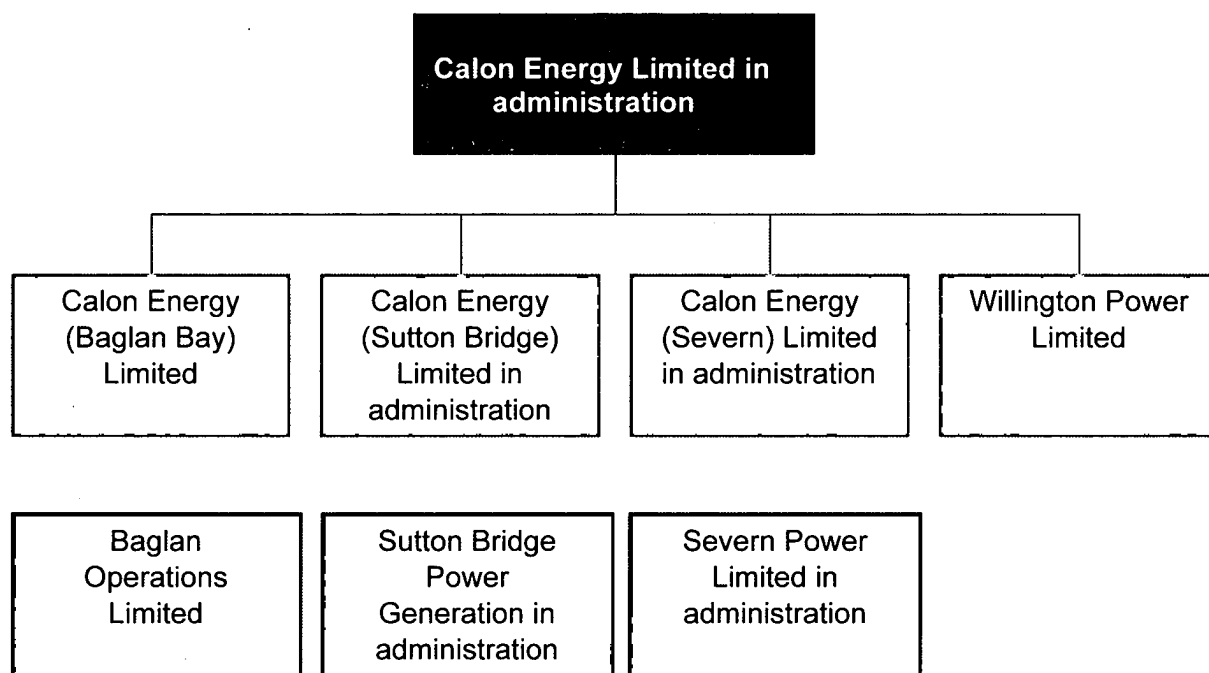 Calon Energy Limited in
administration
Calon Energy
(Baglan Bay)
Limited
Calon Energy
(Sutton Bridge)
Limited in
administration
Calon Energy
(Severn) Limited
in administration
Willington Power
Limited
Baglan
Operations
Limited
Sutton Bridge
Power
Generation in
administration
Severn Power
Limited in
administration